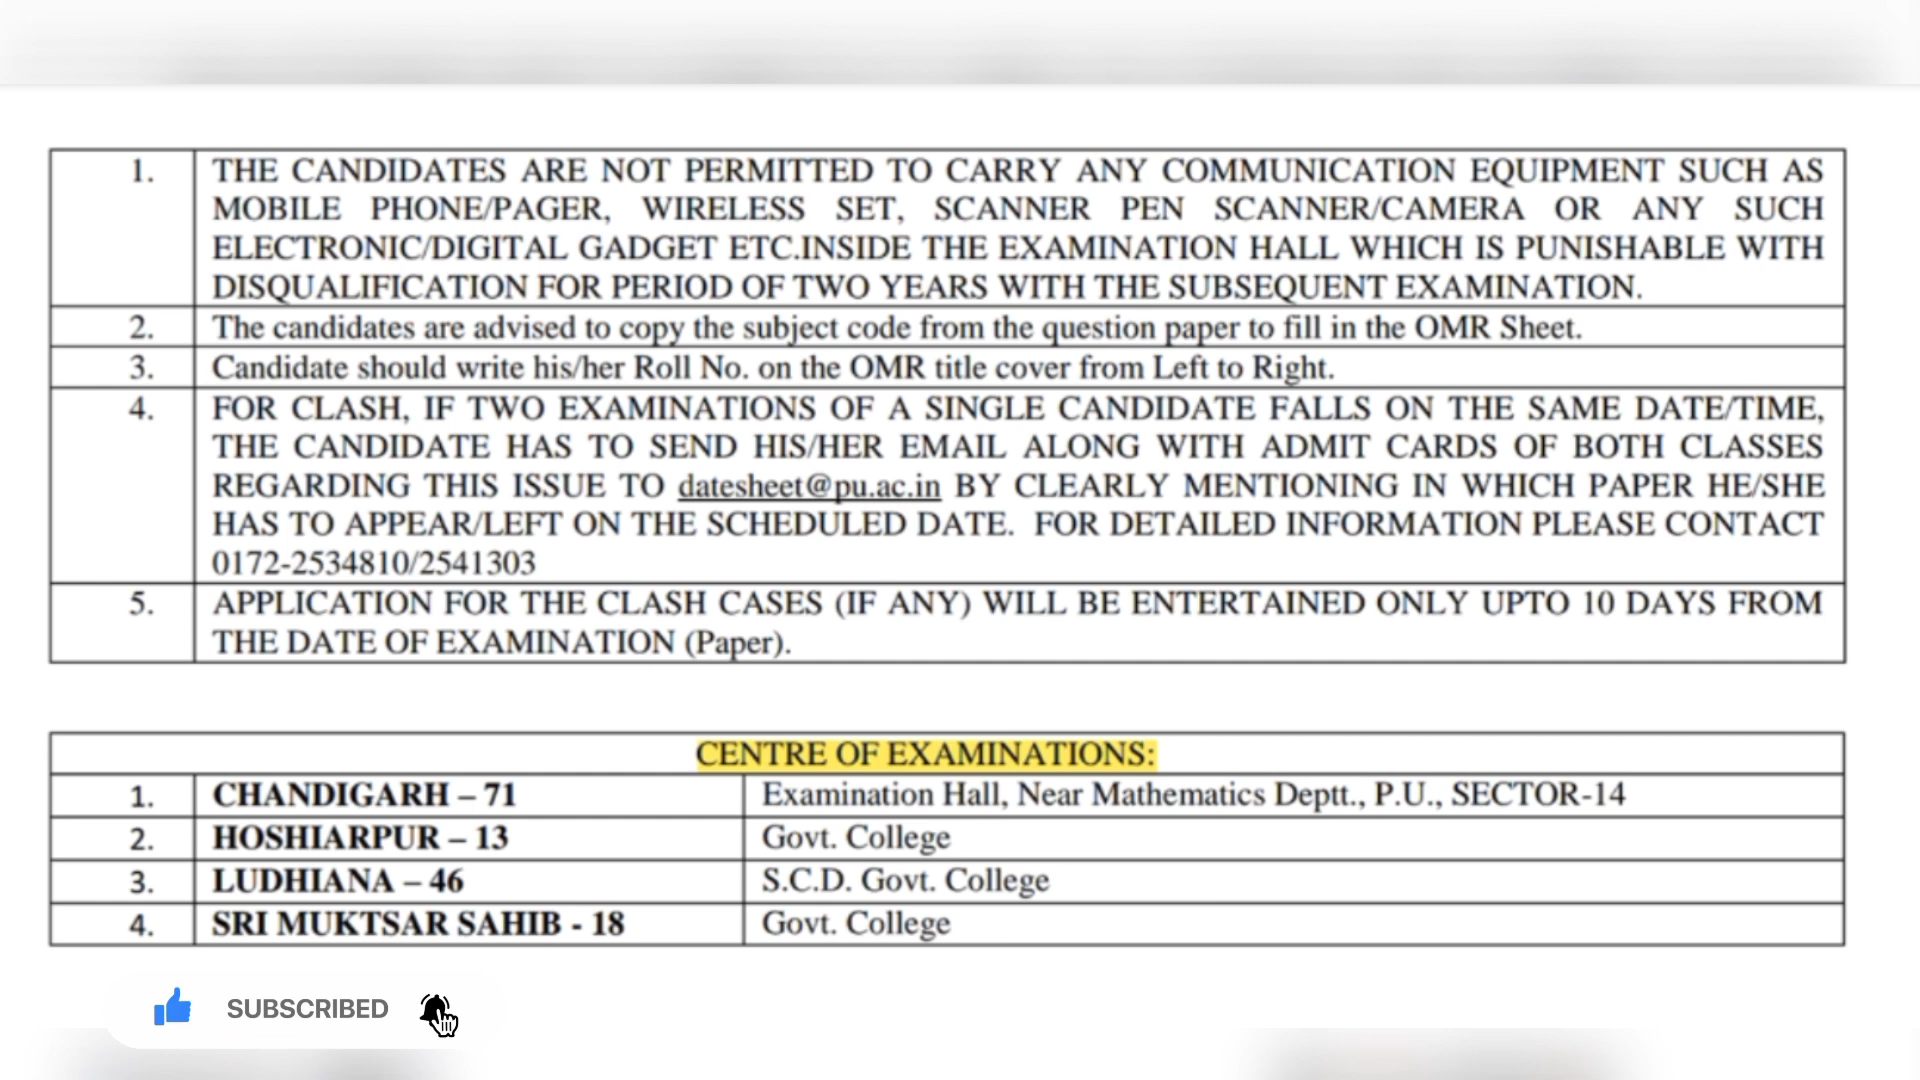 1. THE CANDIDATES ARE NOT PERMITTED TO CARRY ANY COMMUNICATION EQUIPMENT SUCH AS
MOBILE PHONE/PAGER, WIRELESS SET, SCANNER PEN SCANNER/CAMERA OR ANY SUCH
ELECTRONIC/DIGITAL GADGET ETC.INSIDE THE EXAMINATION HALL WHICH IS PUNISHABLE WITH
DISQUALIFICATION FOR PERIOD OF TWO YEARS WITH THE SUBSEQUENT EXAMINATION.
2. The candidates are advised to copy the subject code from the question paper to fill in the OMR Sheet.
3. Candidate should write his/her Roll No. on the OMR title cover from Left to Right.
4. FOR CLASH, IF TWO EXAMINATIONS OF A SINGLE CANDIDATE FALLS ON THE SAME DATE/TIME,
THE CANDIDATE HAS TO SEND HIS/HER EMAIL ALONG WITH ADMIT CARDS OF BOTH CLASSES
REGARDING THIS ISSUE TO datesheet@pu.ac.in BY CLEARLY MENTIONING IN WHICH PAPER HE/SHE
HAS TO APPEAR/LEFT ON THE SCHEDULED DATE. FOR DETAILED INFORMATION PLEASE CONTACT
0172-2534810/2541303
5. APPLICATION FOR THE CLASH CASES (IF ANY) WILL BE ENTERTAINED ONLY UPTO 10 DAYS FROM
THE DATE OF EXAMINATION (Paper).
CENTRE OF EXAMINATIONS:
1. CHANDIGARH – 71 Examination Hall, Near Mathematics Deptt., P.U., SECTOR-14
2. HOSHIARPUR – 13 Govt. College
3. LUDHIANA – 46 S.C.D. Govt. College
4. SRI MUKTSAR SAHIB - 18 Govt. College
SUBSCRIBED